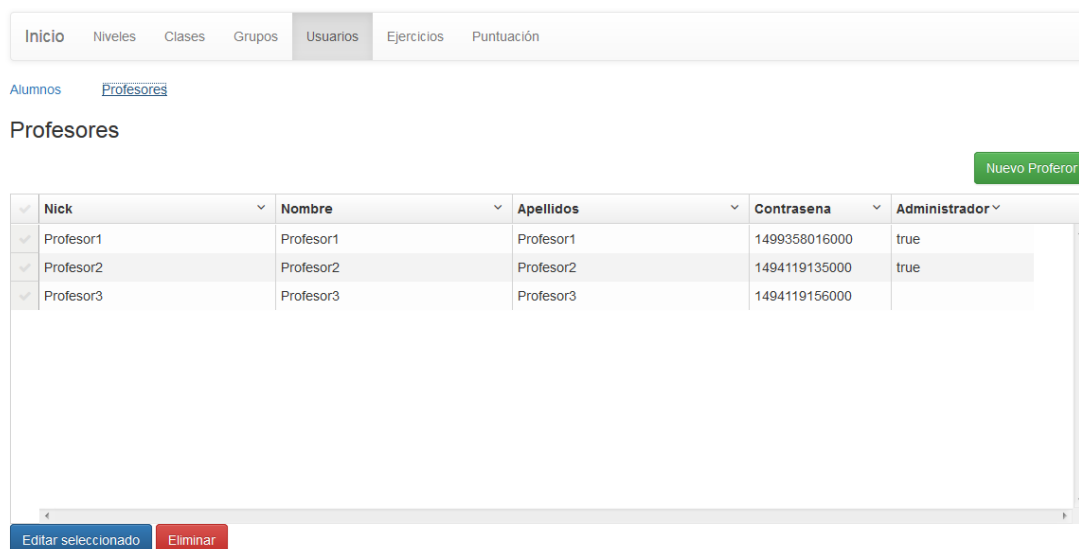 Inicio Niveles Clases Grupos Usuarios Ejercicios Puntuación
Alumnos Profesores
Profesores
Nuevo Proferor
Nick Nombre Apellidos Contrasena Administrador
Profesor1 Profesor1 Profesor1 1499358016000 true
Profesor2 Profesor2 Profesor2 1494119135000 true
Profesor3 Profesor3 Profesor3 1494119156000
Editar seleccionado Eliminar